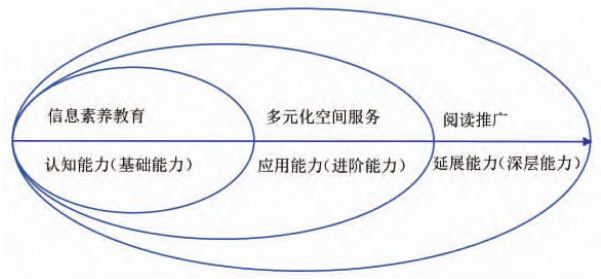 信息素养教育
多元化空间服务
阅读推广
认知能力(基础能力)
应用能力(进阶能力)
延展能力(深层能力)